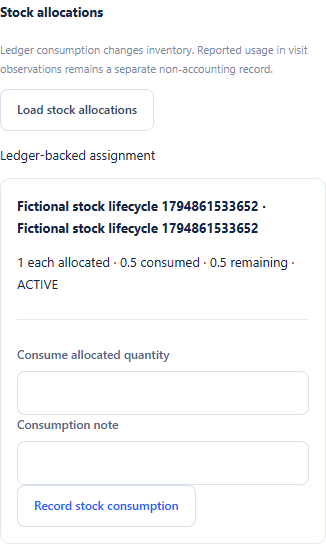 Stock allocations
Ledger consumption changes inventory. Reported usage in visit
observations remains a separate non-accounting record.
Load stock allocations
Ledger-backed assignment
Fictional stock lifecycle 1794861533652 ·
Fictional stock lifecycle 1794861533652
1 each allocated · 0.5 consumed · 0.5 remaining ·
ACTIVE
Consume allocated quantity
Consumption note
Record stock consumption